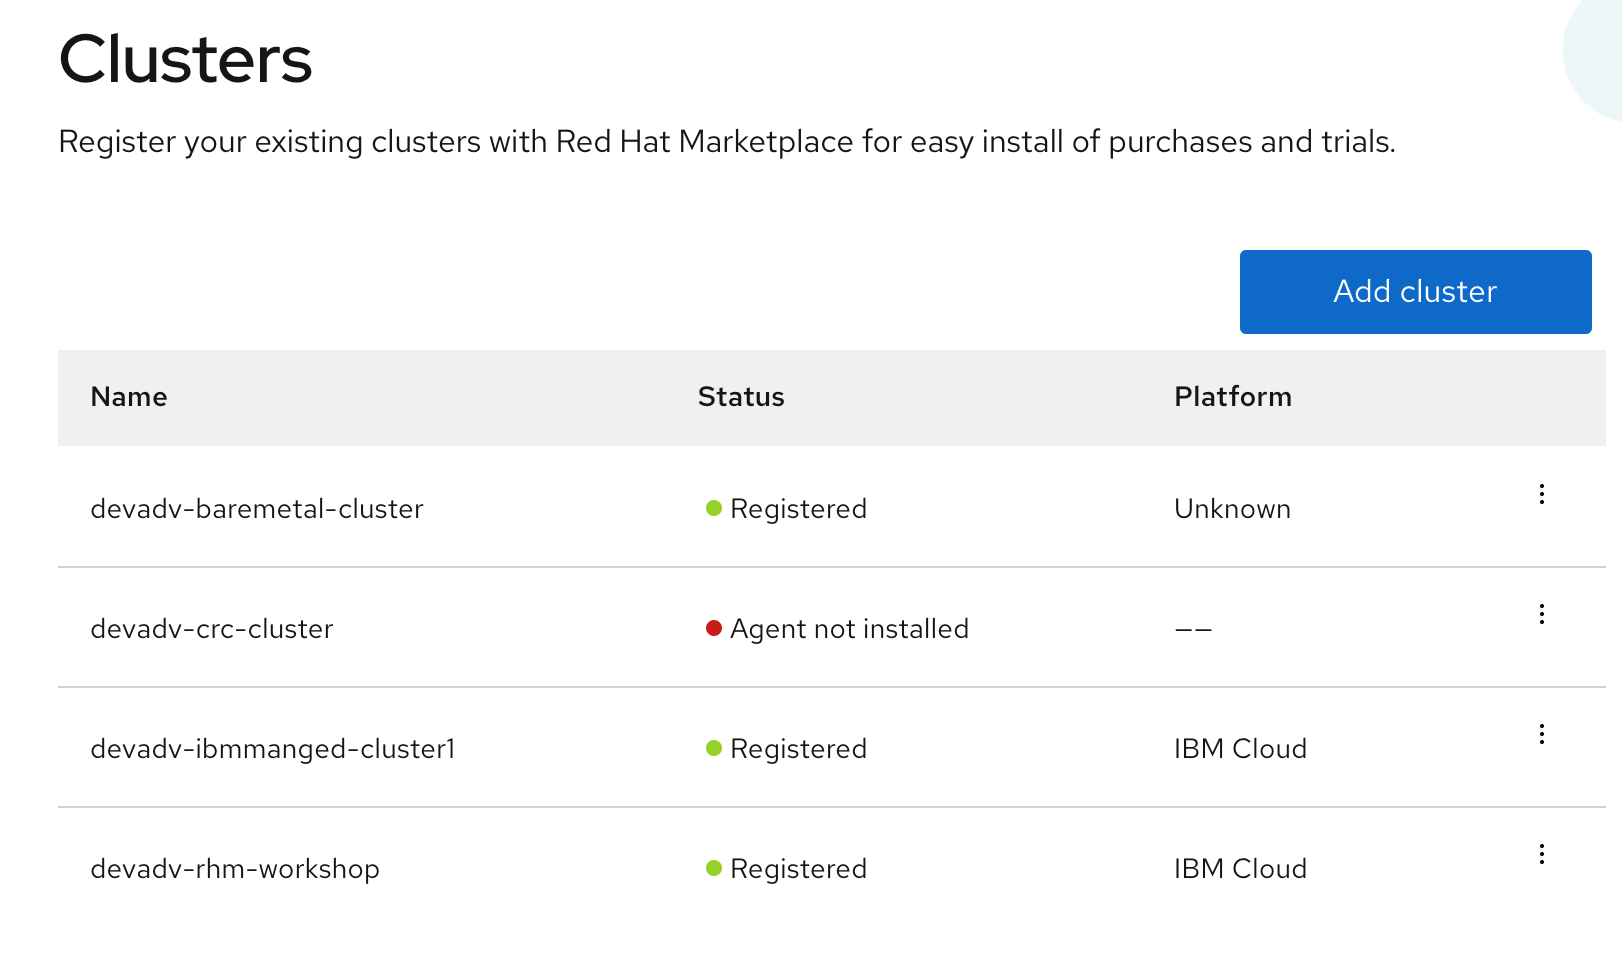 Clusters
Register your existing clusters with Red Hat Marketplace for easy install of purchases and trials.
Add cluster
Name Status Platform
devadv-baremetal-cluster Registered Unknown
devadv-crc-cluster Agent not installed ––
devadv-ibmmanged-cluster1 Registered IBM Cloud
devadv-rhm-workshop Registered IBM Cloud